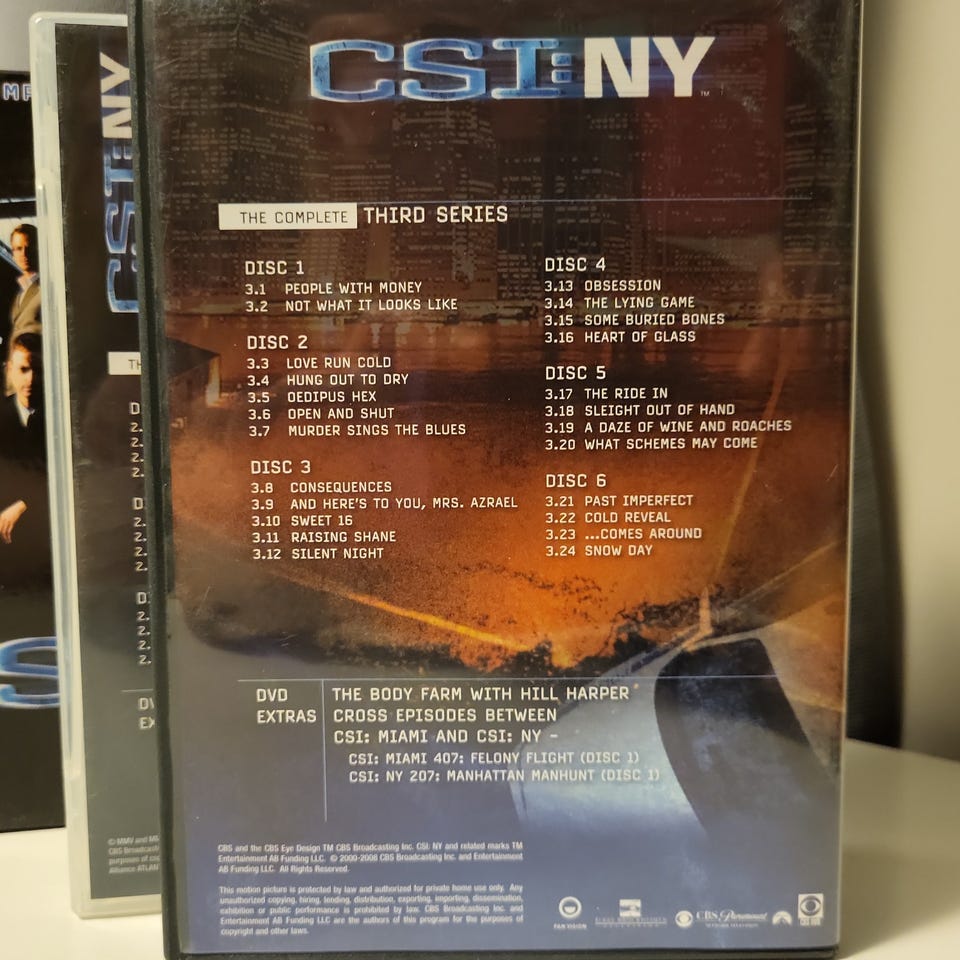 CSI:NY™
THE COMPLETE THIRD SERIES
DISC 1
3.1 PEOPLE WITH MONEY
3.2 NOT WHAT IT LOOKS LIKE
DISC 2
3.3 LOVE RUN COLD
3.4 HUNG OUT TO DRY
3.5 OEDIPUS HEX
3.6 OPEN AND SHUT
3.7 MURDER SINGS THE BLUES
DISC 3
3.8 CONSEQUENCES
3.9 AND HERE'S TO YOU, MRS. AZRAEL
3.10 SWEET 16
3.11 RAISING SHANE
3.12 SILENT NIGHT
DISC 4
3.13 OBSESSION
3.14 THE LYING GAME
3.15 SOME BURIED BONES
3.16 HEART OF GLASS
DISC 5
3.17 THE RIDE IN
3.18 SLEIGHT OUT OF HAND
3.19 A DAZE OF WINE AND ROACHES
3.20 WHAT SCHEMES MAY COME
DISC 6
3.21 PAST IMPERFECT
3.22 COLD REVEAL
3.23 ...COMES AROUND
3.24 SNOW DAY
DVD
EXTRAS
THE BODY FARM WITH HILL HARPER
CROSS EPISODES BETWEEN
CSI: MIAMI AND CSI: NY -
CSI: MIAMI 407: FELONY FLIGHT (DISC 1)
CSI: NY 207: MANHATTAN MANHUNT (DISC 1)
CBS and the CBS Eye Design TM CBS Broadcasting Inc. CSI: NY and related marks TM
Entertainment AB Funding LLC. © 2000-2008 CBS Broadcasting Inc. and Entertainment
AB Funding LLC. All Rights Reserved.
This motion picture is protected by law and authorized for private home use only. Any
unauthorized copying, hiring, lending, distribution, exporting, importing, dissemination,
exhibition or public performance is prohibited by law. CBS Broadcasting Inc. and
Entertainment AB Funding LLC are the authors of this program for the purposes of
copyright and other laws.
PAN VISION
CBS Paramount
CSI:NY